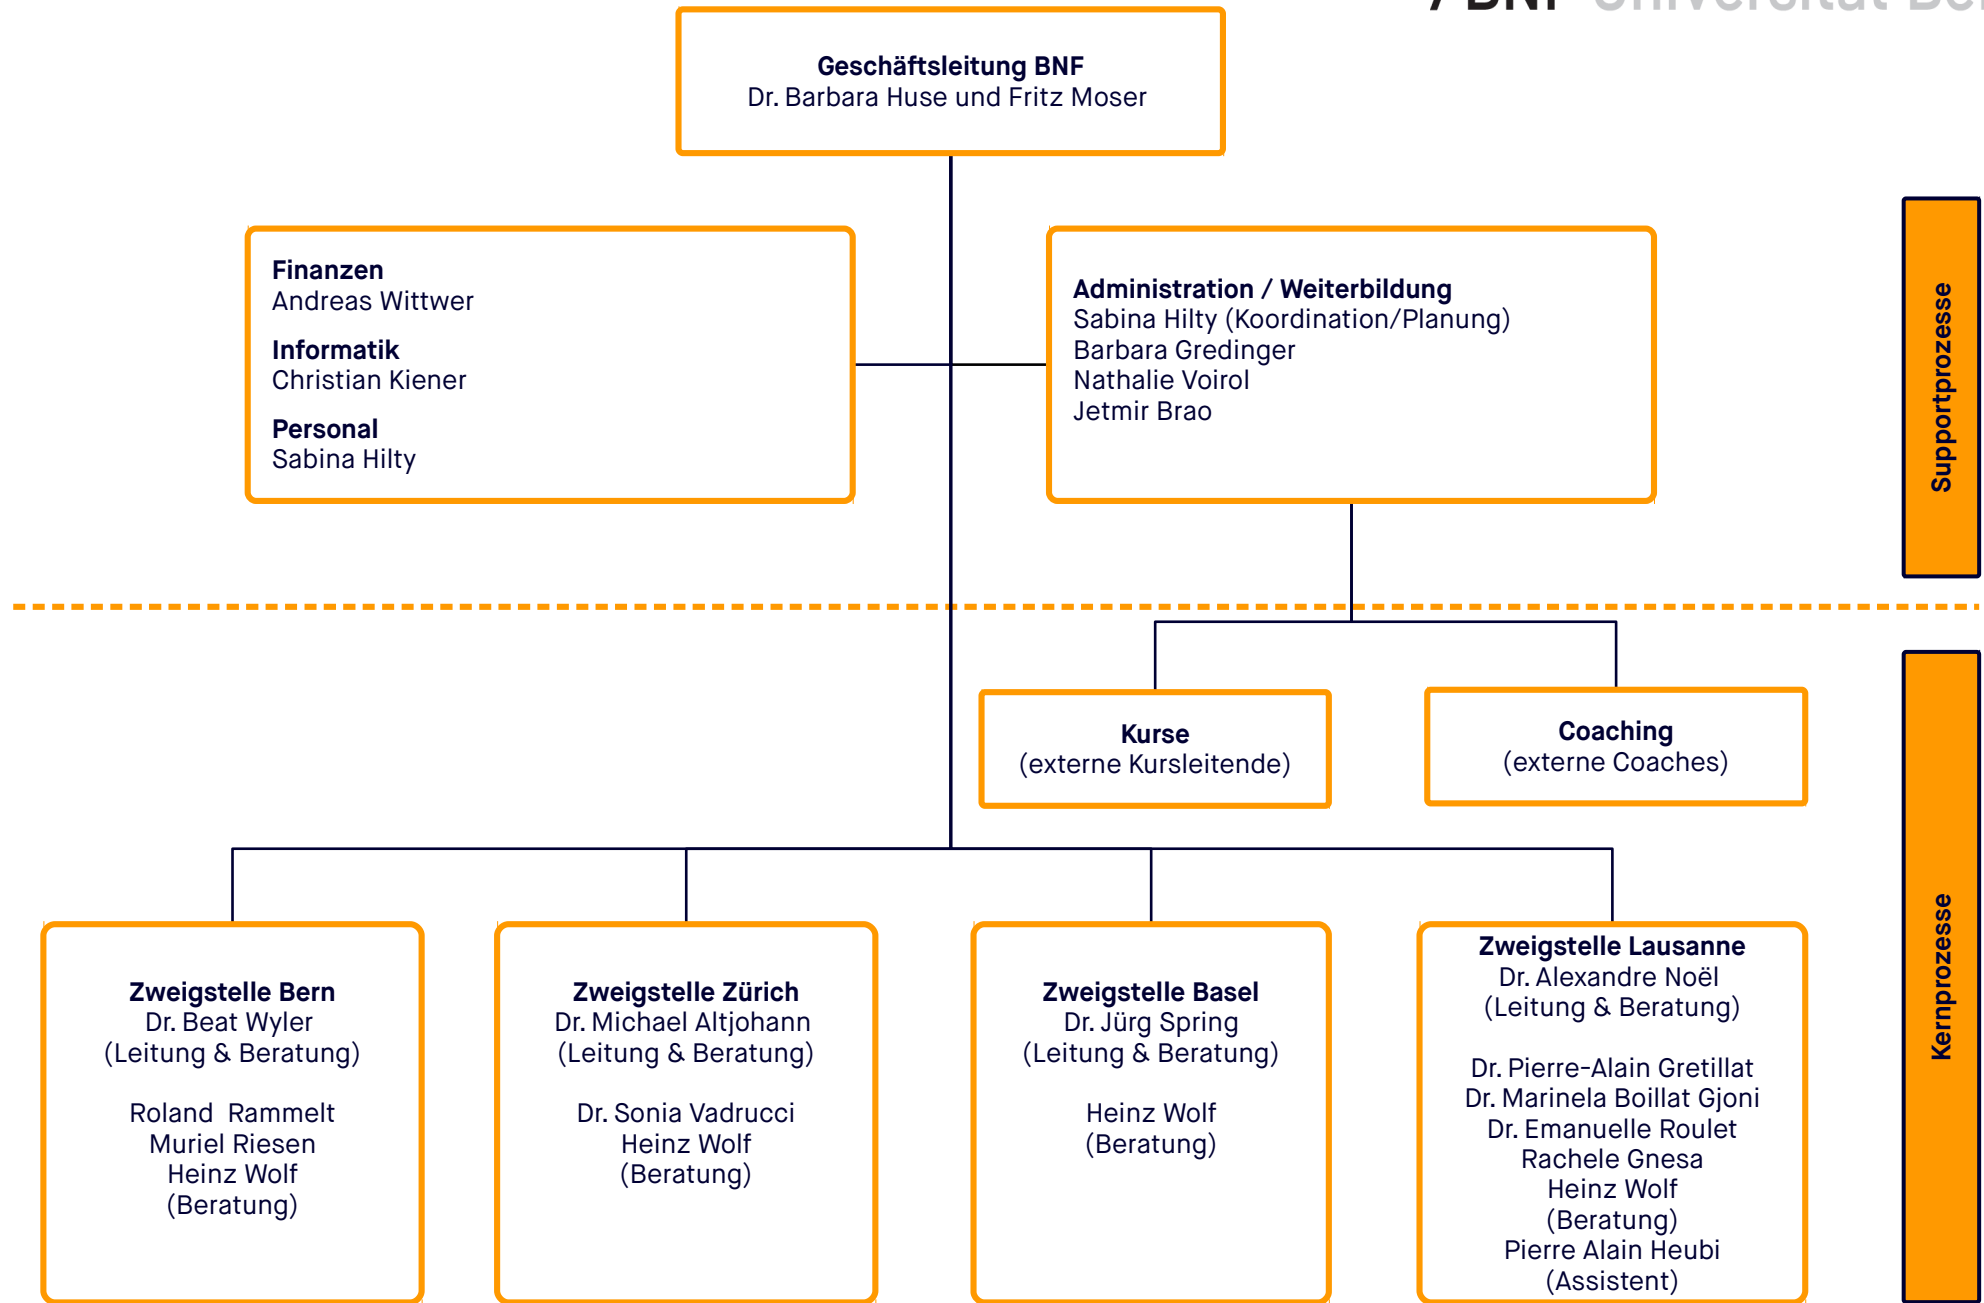 / BNF Universität
Geschäftsleitung BNF
Dr. Barbara Huse und Fritz Moser
Finanzen
Andreas Wittwer
Informatik
Christian Kiener
Personal
Sabina Hilty
Administration / Weiterbildung
Sabina Hilty (Koordination/Planung)
Barbara Gredinger
Nathalie Voirol
Jetmir Brao
Supportprozesse
Kurse
(externe Kursleitende)
Coaching
(externe Coaches)
Kernprozesse
Zweigstelle Bern
Dr. Beat Wyler
(Leitung & Beratung)
Roland  Rammelt
Muriel Riesen
Heinz Wolf
(Beratung)
Zweigstelle Zürich
Dr. Michael Altjohann
(Leitung & Beratung)
Dr. Sonia Vadrucci
Heinz Wolf
(Beratung)
Zweigstelle Basel
Dr. Jürg Spring
(Leitung & Beratung)
Heinz Wolf
(Beratung)
Zweigstelle Lausanne
Dr. Alexandre Noël
(Leitung & Beratung)
Dr. Pierre-Alain Gretillat
Dr. Marinela Boillat Gjoni
Dr. Emanuelle Roulet
Rachele Gnesa
Heinz Wolf
(Beratung)
Pierre Alain Heubi
(Assistent)